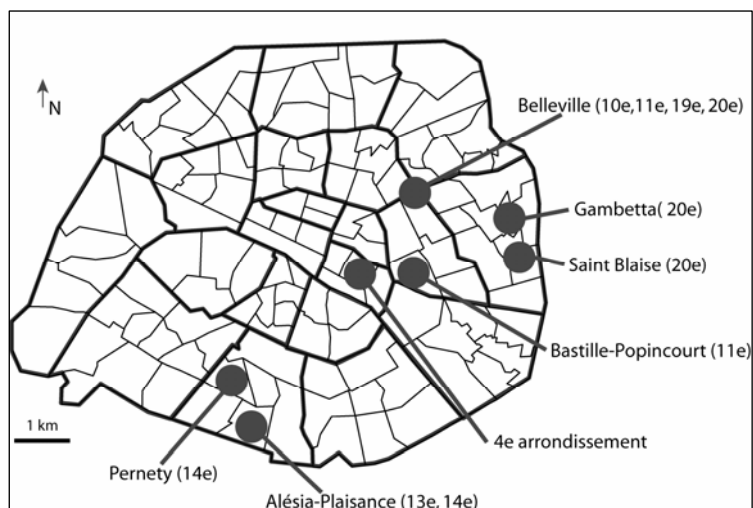 N
Belleville (10e,11e, 19e, 20e)
Gambetta( 20e)
Saint Blaise (20e)
Bastille-Popincourt (11e)
4e arrondissement
1 km
Pernety (14e)
Alésia-Plaisance (13e, 14e)